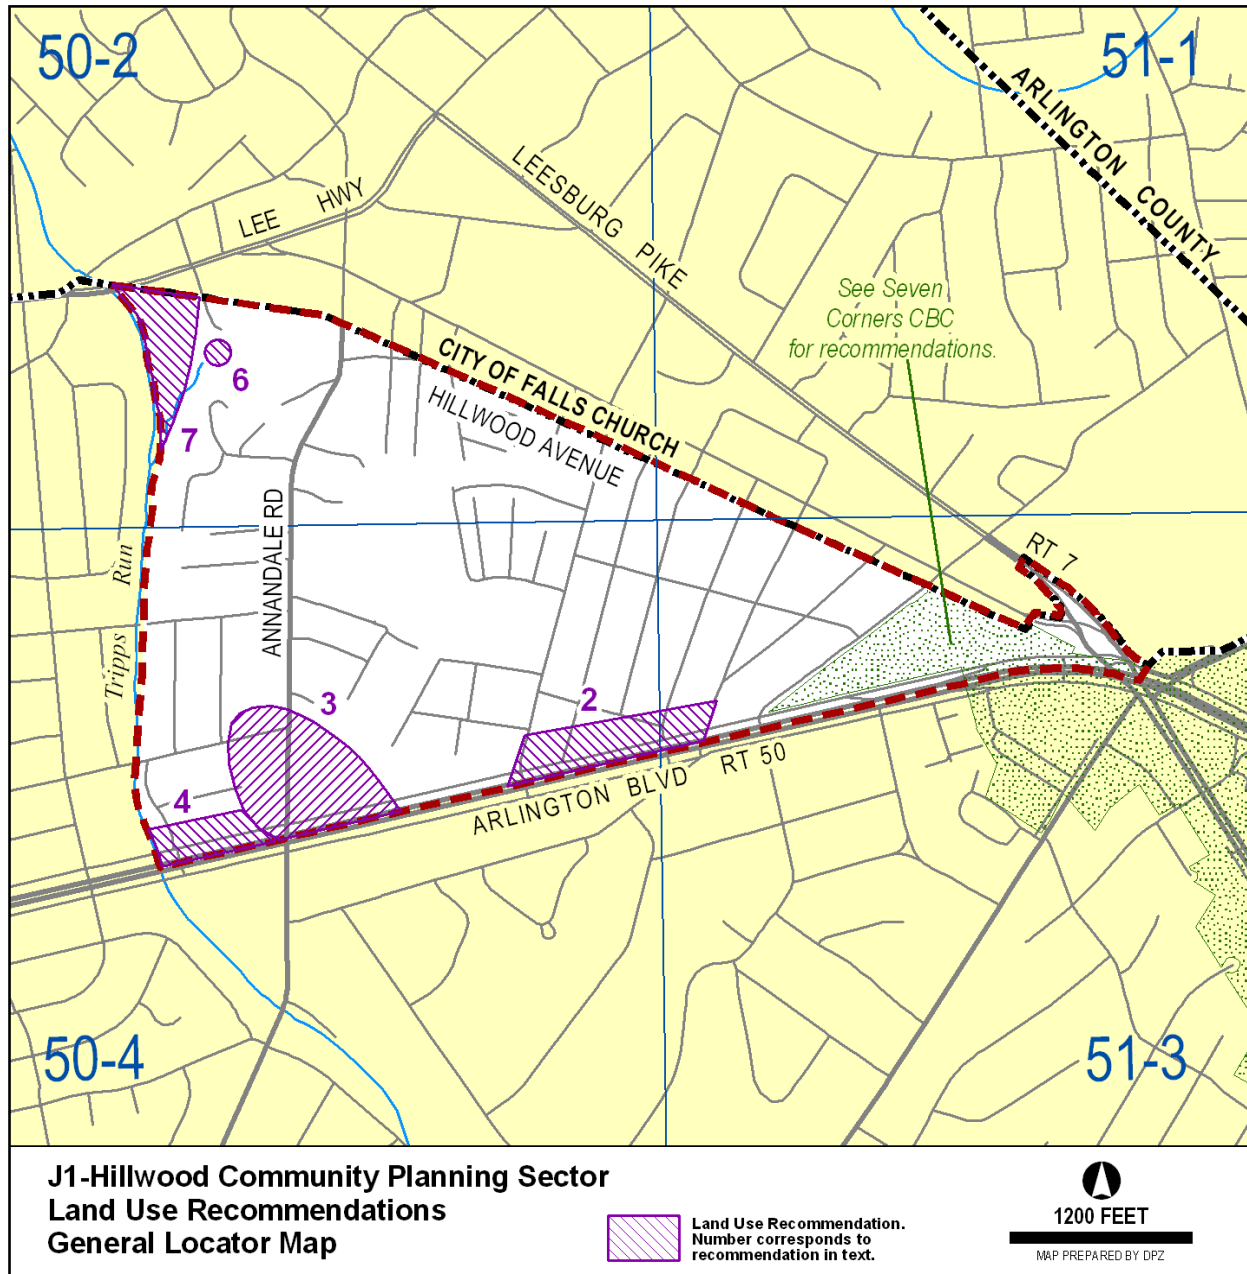 50-2
51-1
ARLINGTON COUNTY
LEE HWY
LEESBURG PIKE
See Seven
Corners CBC
for recommendations.
CITY OF FALLS CHURCH
HILLWOOD AVENUE
6
7
ANNANDALE RD
RT 7
Tripps Run
3
2
4
ARLINGTON BLVD RT 50
50-4
51-3
J1-Hillwood Community Planning Sector
Land Use Recommendations
General Locator Map
Land Use Recommendation.
Number corresponds to
recommendation in text.
1200 FEET
MAP PREPARED BY DPZ